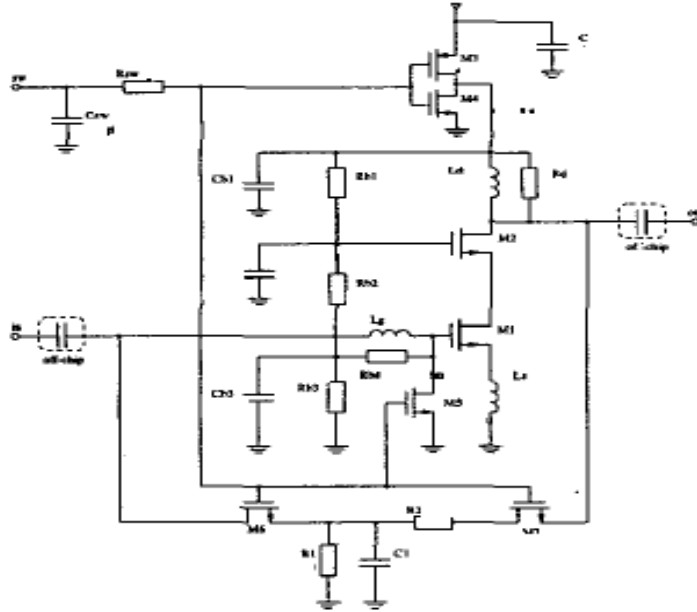 C
M3
Rsw
M4
Csw
Cb1
Rb1
Ld
Rd
off-chip
M2
Rb2
Lg
M1
off-chip
Rb4
Cb3
Rb3
M5
Ls
M6
R2
M7
R1
C1